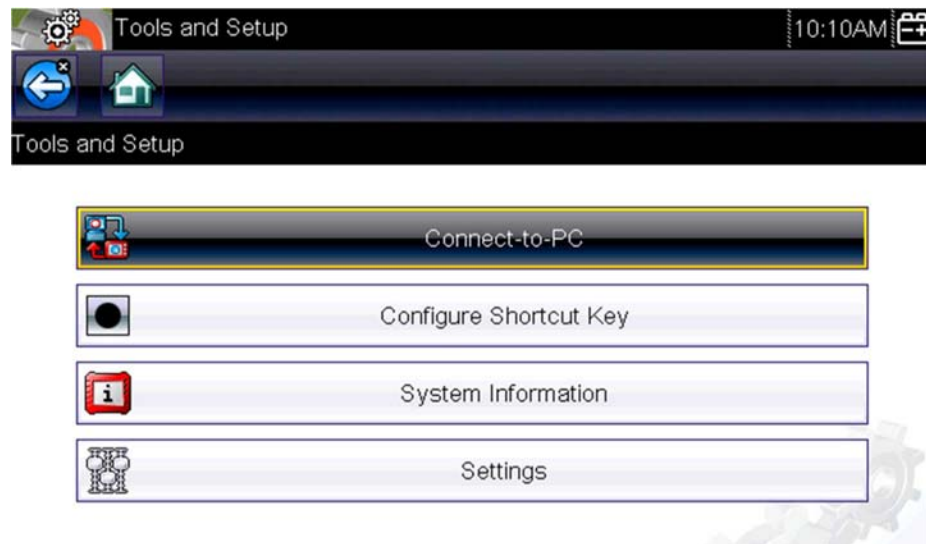 Tools and Setup
10:10AM
Tools and Setup
Connect-to-PC
Configure Shortcut Key
System Information
Settings